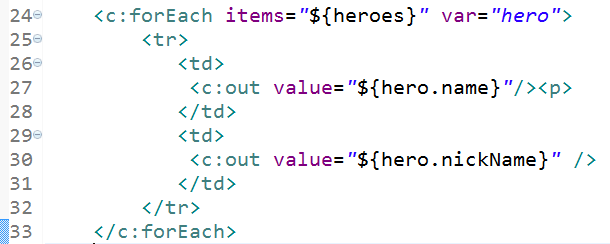 24 <c:forEach items="${heroes}" var="hero">
25 <tr>
26 <td>
27 <c:out value="${hero.name}"/><p>
28 </td>
29 <td>
30 <c:out value="${hero.nickName}" />
31 </td>
32 </tr>
33 </c:forEach>